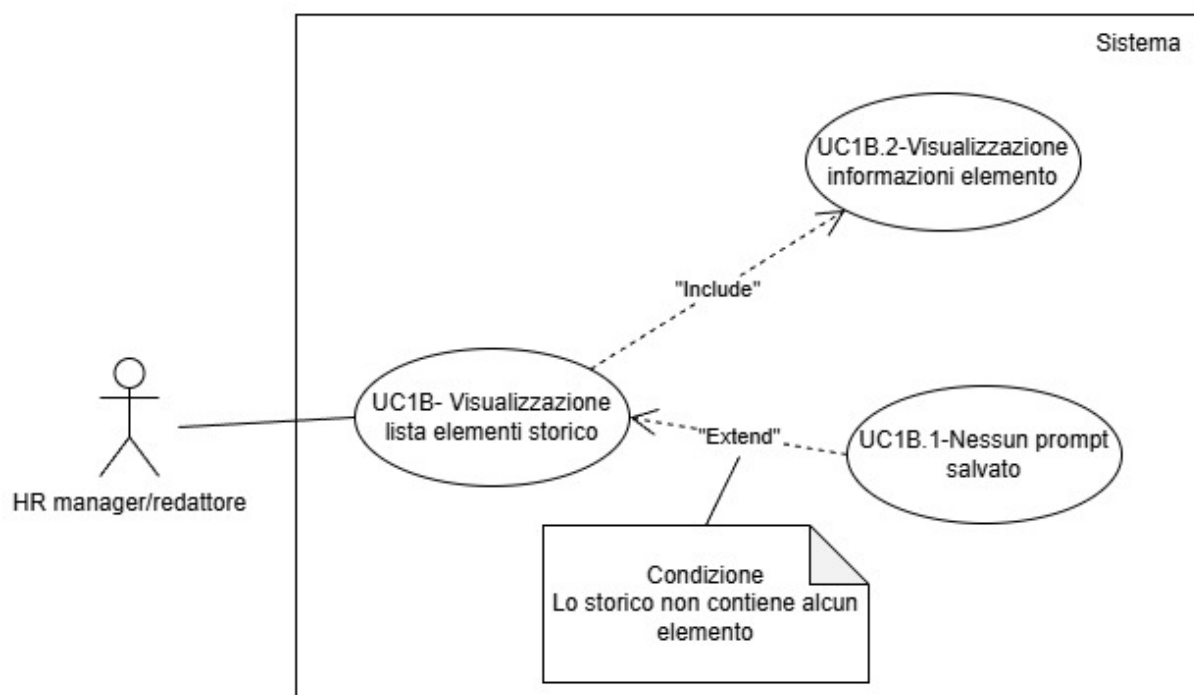 Sistema
UC1B.2-Visualizzazione
informazioni elemento
"Include"
UC1B- Visualizzazione
lista elementi storico
"Extend"
UC1B.1-Nessun prompt
salvato
HR manager/redattore
Condizione
Lo storico non contiene alcun
elemento